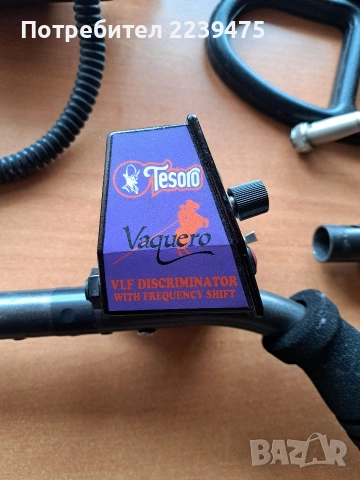 Потребител 2239475
Tesoro
Vaquero
VLF DISCRIMINATOR
WITH FREQUENCY SHIFT
BAZAR